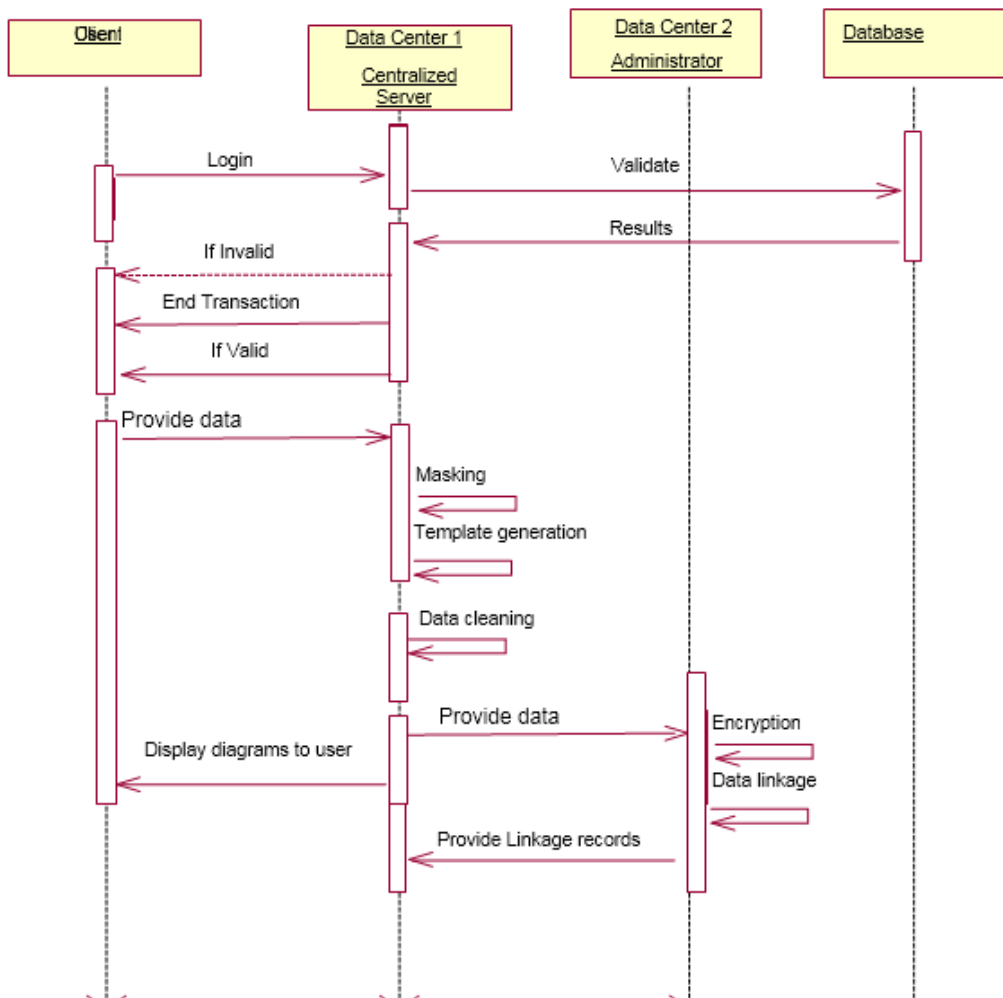 Data Center 1
Centralized
Server
Data Center 2
Administrator
Database
Login
Validate
Results
If Invalid
End Transaction
If Valid
Provide data
Masking
Template generation
Data cleaning
Provide data
Encryption
Display diagrams to user
Data linkage
Provide Linkage records